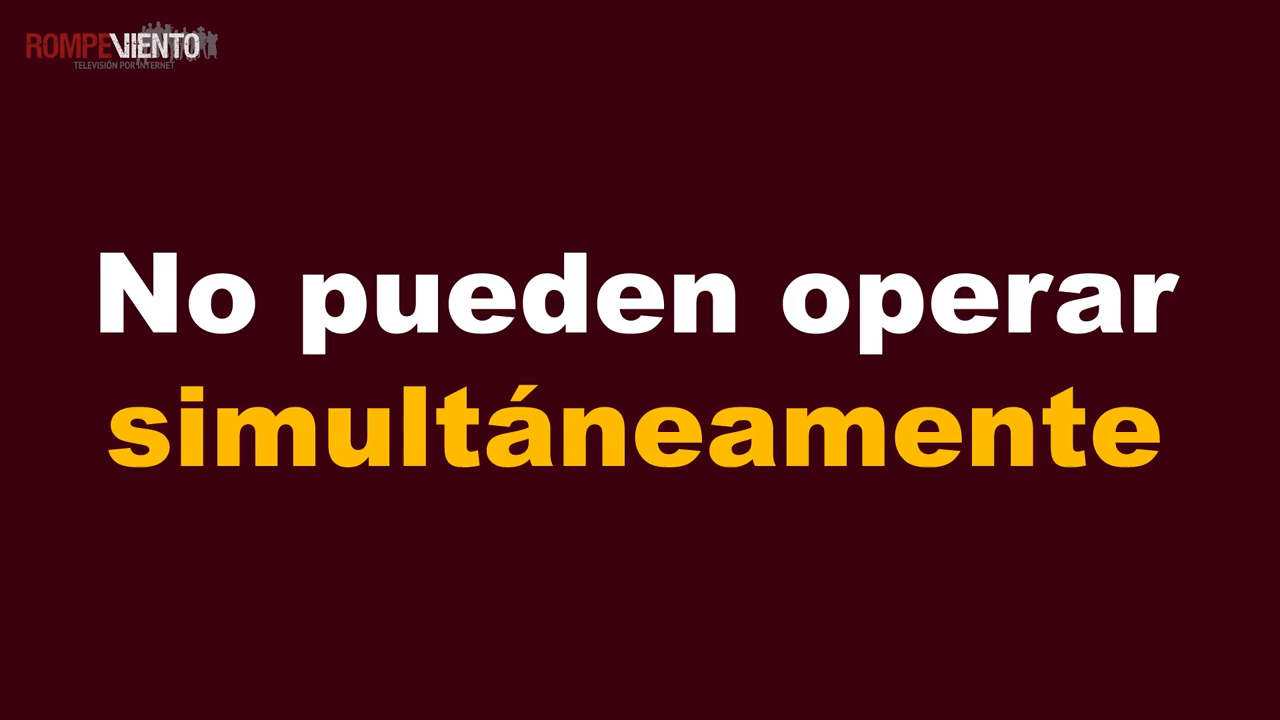 ROMPEVIENTO
TELEVISIÓN POR INTERNET
No pueden operar
simultáneamente